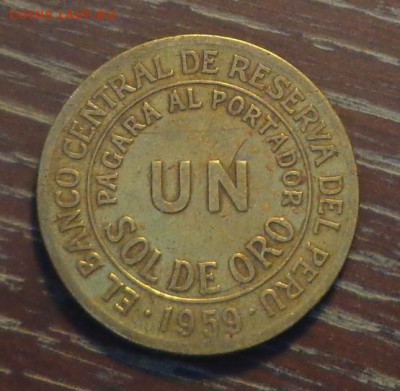 EL BANCO CENTRAL DE RESERVA DEL PERU
PAGARA AL PORTADOR
UN
SOL DE ORO
· 1959 ·